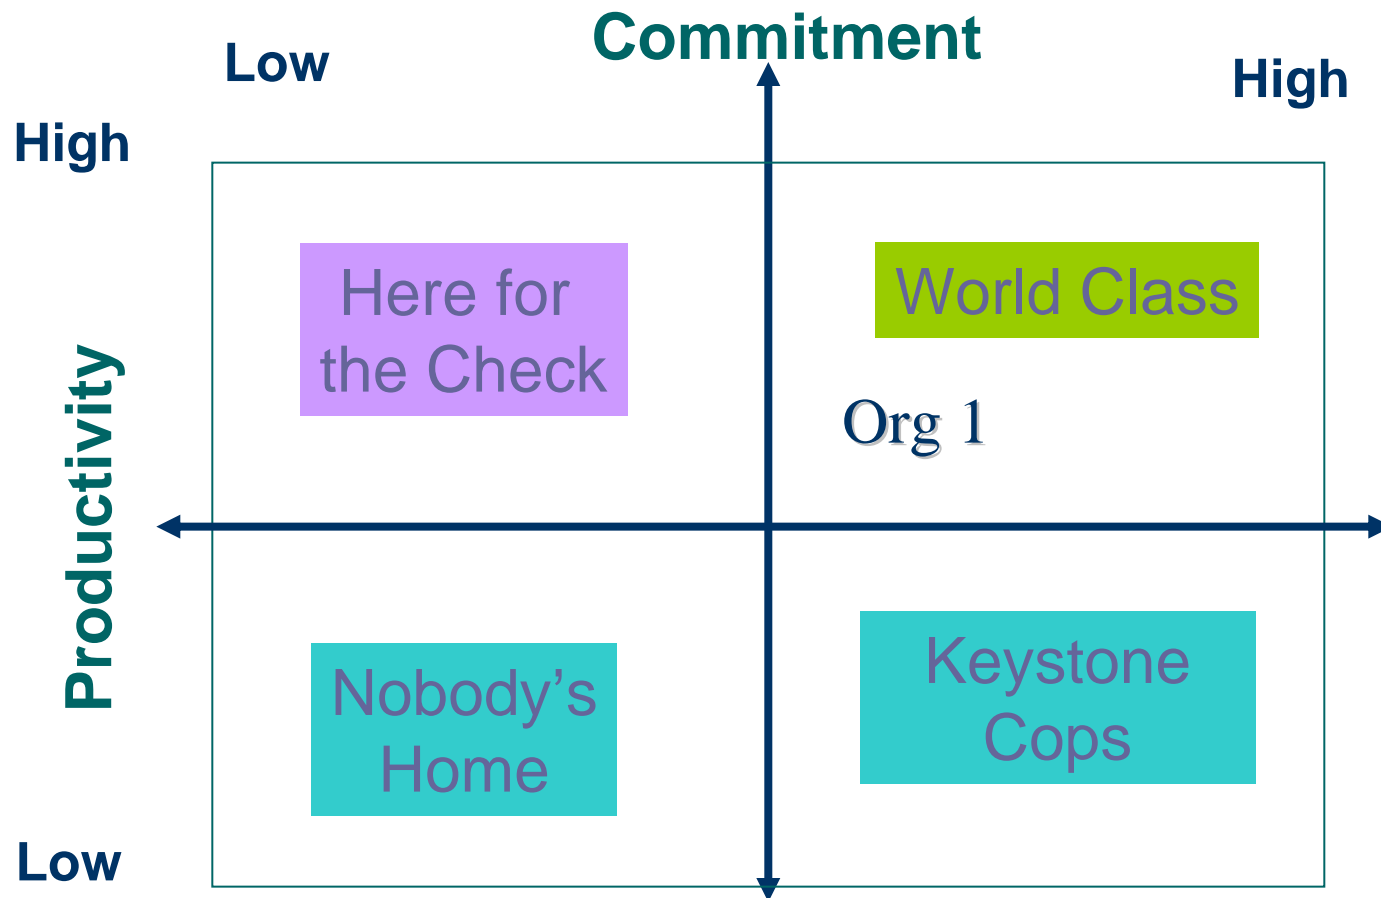 Commitment
Low
High
High
Here for
the Check
World Class
Org 1
Productivity
Nobody’s
Home
Keystone
Cops
Low